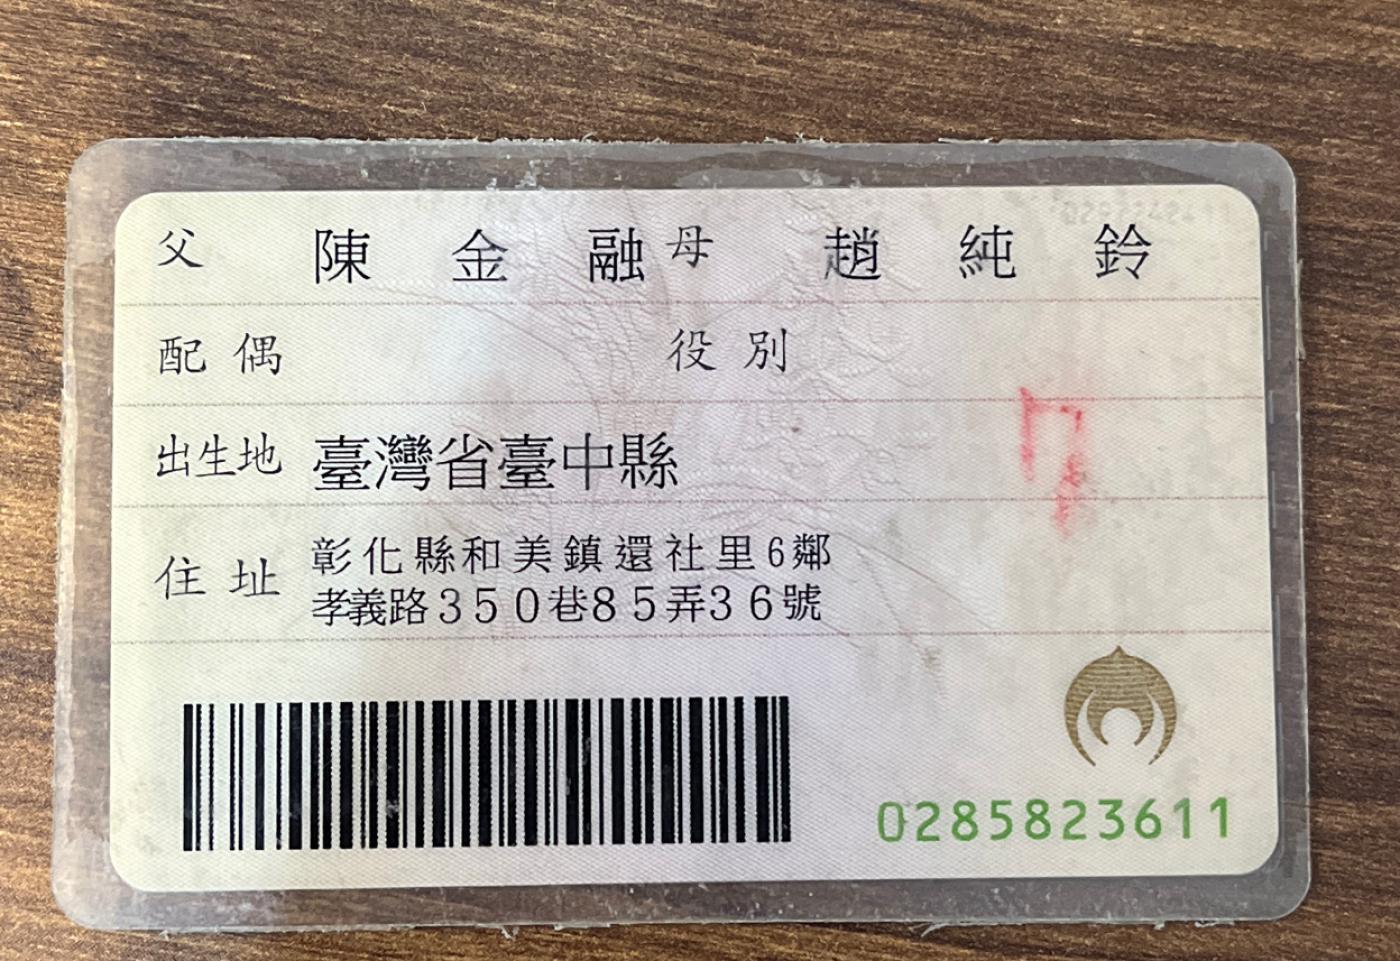 父 陳金融 母 趙純鈴
配偶 役別
出生地 臺灣省臺中縣
住址 彰化縣和美鎮還社里6鄰
孝義路350巷85弄36號
0285823611